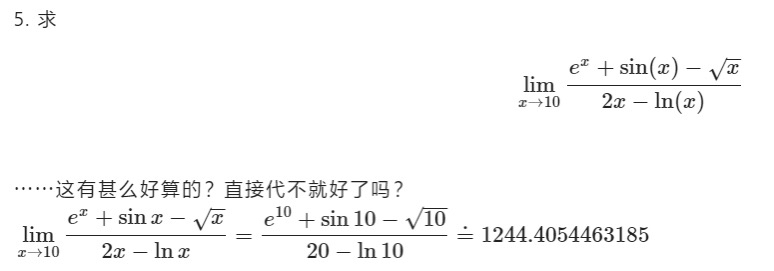 5. 求
\lim_{x \to 10} \frac{e^x + \sin(x) - \sqrt{x}}{2x - \ln(x)}
……这有甚么好算的？直接代不就好了吗？
\lim_{x \to 10} \frac{e^x + \sin x - \sqrt{x}}{2x - \ln x} = \frac{e^{10} + \sin 10 - \sqrt{10}}{20 - \ln 10} ≐ 1244.4054463185